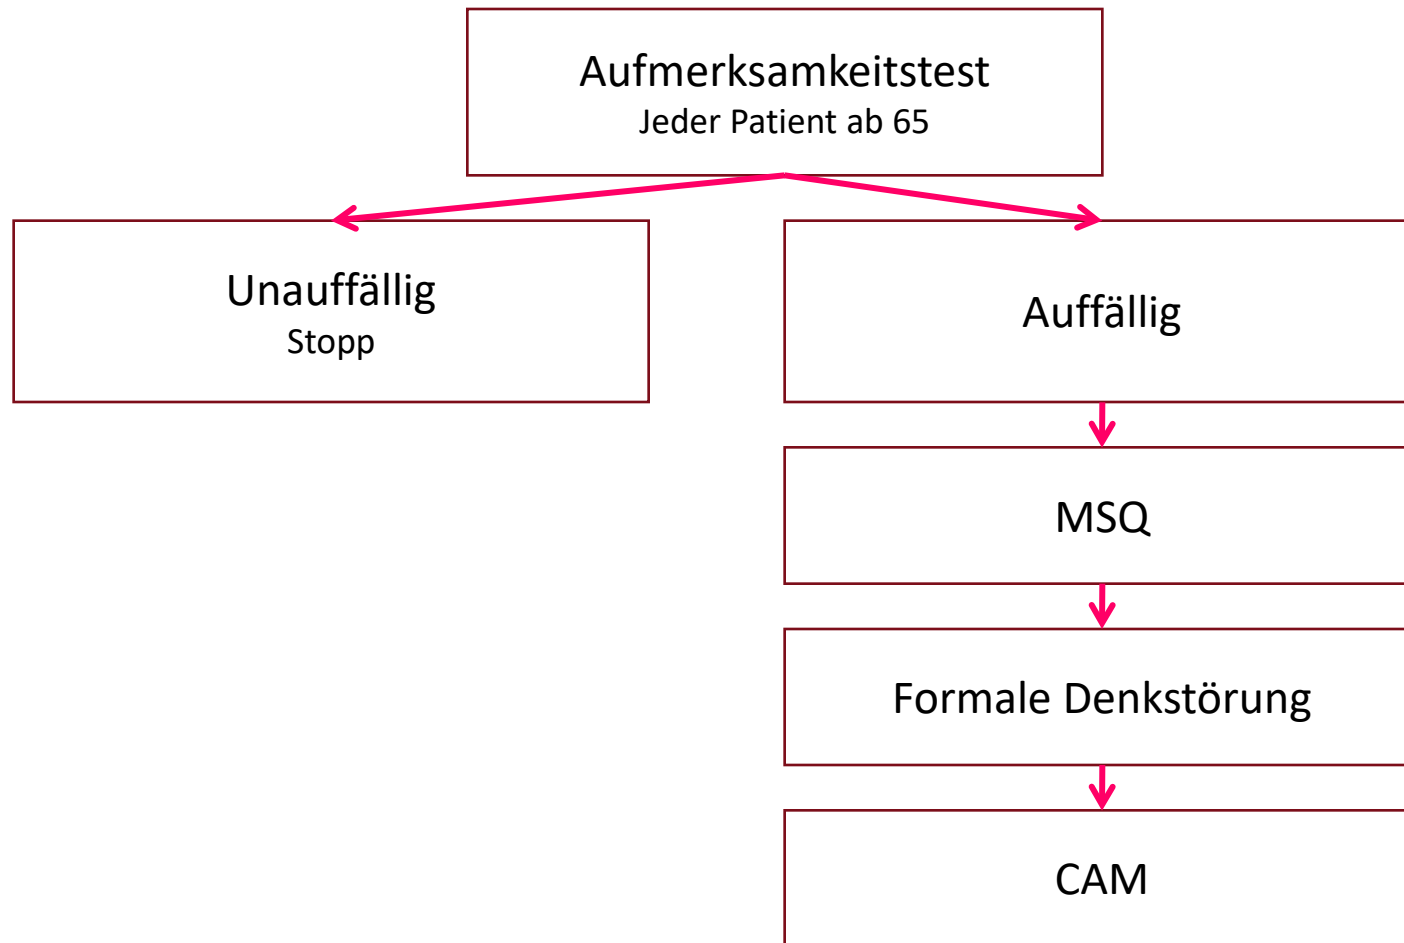 Aufmerksamkeitstest
Jeder Patient ab 65
Unauffällig
Stopp
Auffällig
MSQ
Formale Denkstörung
CAM